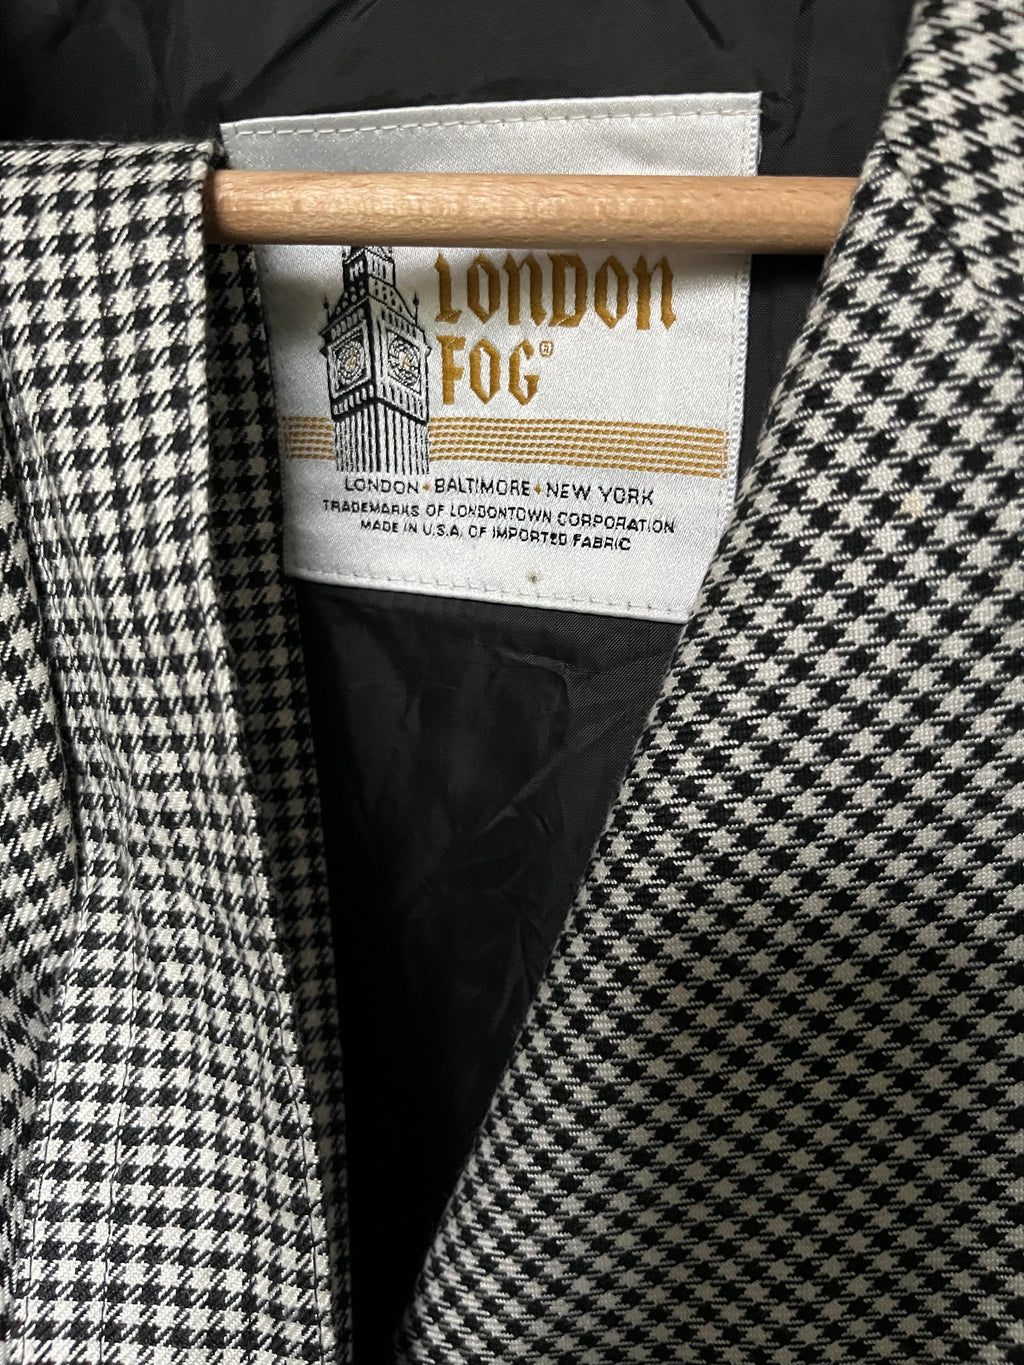 LONDON
FOG®
LONDON • BALTIMORE • NEW YORK
TRADEMARKS OF LONDONTOWN CORPORATION
MADE IN U.S.A. OF IMPORTED FABRIC